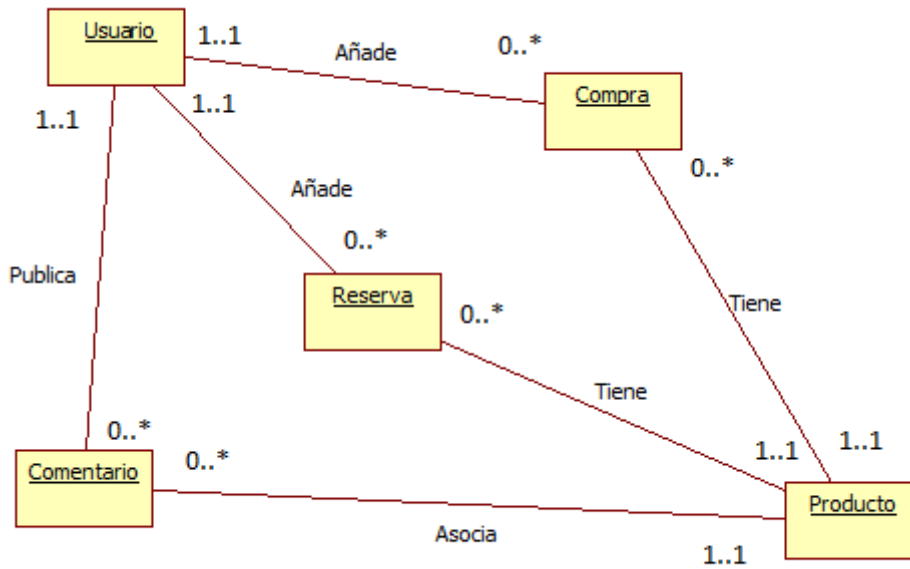 Usuario
1..1
Añade
0..*
Compra
1..1
1..1
0..*
Añade
0..*
Publica
Reserva
0..*
Tiene
Tiene
0..*
0..*
1..1
1..1
Comentario
Producto
Asocia
1..1